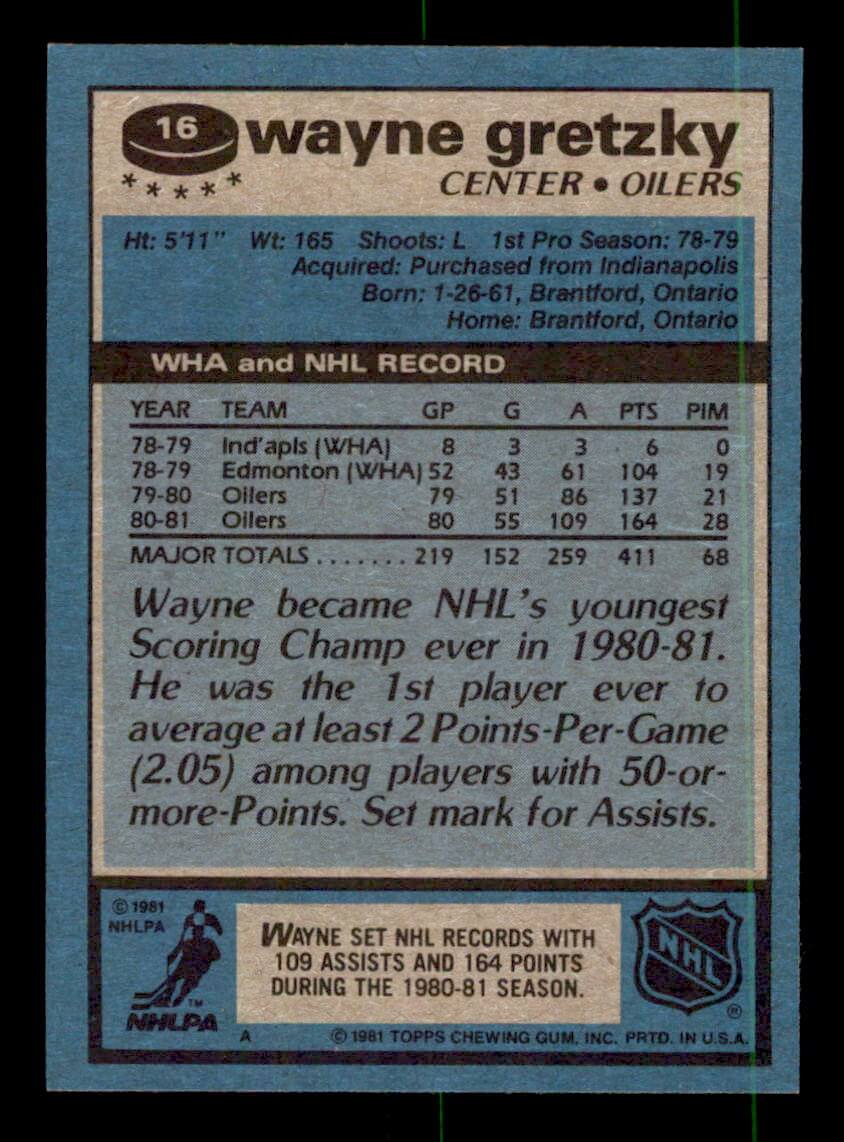 16 wayne gretzky
* * * * *
CENTER • OILERS
Ht: 5'11" Wt: 165 Shoots: L 1st Pro Season: 78-79
Acquired: Purchased from Indianapolis
Born: 1-26-61, Brantford, Ontario
Home: Brantford, Ontario
WHA and NHL RECORD
YEAR TEAM GP G A PTS PIM
78-79 Ind'apls (WHA) 8 3 3 6 0
78-79 Edmonton (WHA) 52 43 61 104 19
79-80 Oilers 79 51 86 137 21
80-81 Oilers 80 55 109 164 28
MAJOR TOTALS ....... 219 152 259 411 68
Wayne became NHL's youngest
Scoring Champ ever in 1980-81.
He was the 1st player ever to
average at least 2 Points-Per-Game
(2.05) among players with 50-or-
more-Points. Set mark for Assists.
© 1981
NHLPA
TM
NHLPA
WAYNE SET NHL RECORDS WITH
109 ASSISTS AND 164 POINTS
DURING THE 1980-81 SEASON.
NHL
®
A © 1981 TOPPS CHEWING GUM, INC. PRTD. IN U.S.A.